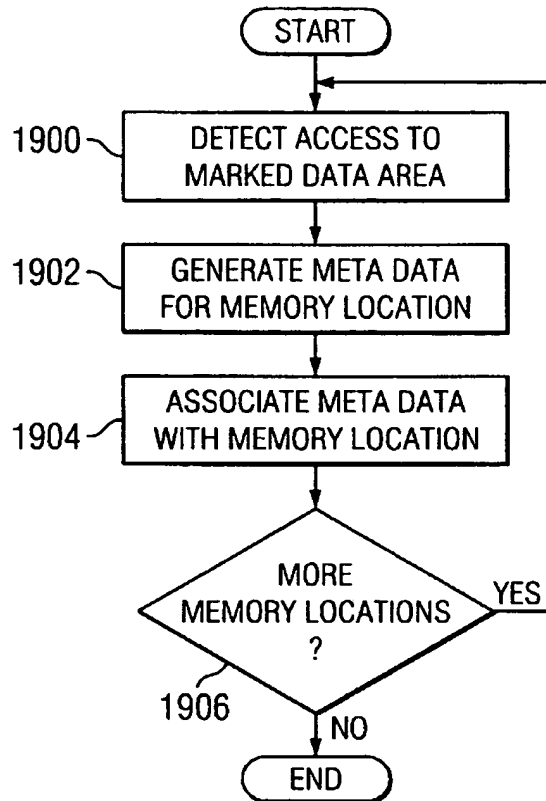 START
1900
DETECT ACCESS TO
MARKED DATA AREA
1902
GENERATE META DATA
FOR MEMORY LOCATION
1904
ASSOCIATE META DATA
WITH MEMORY LOCATION
MORE
MEMORY LOCATIONS
?
YES
1906
NO
END